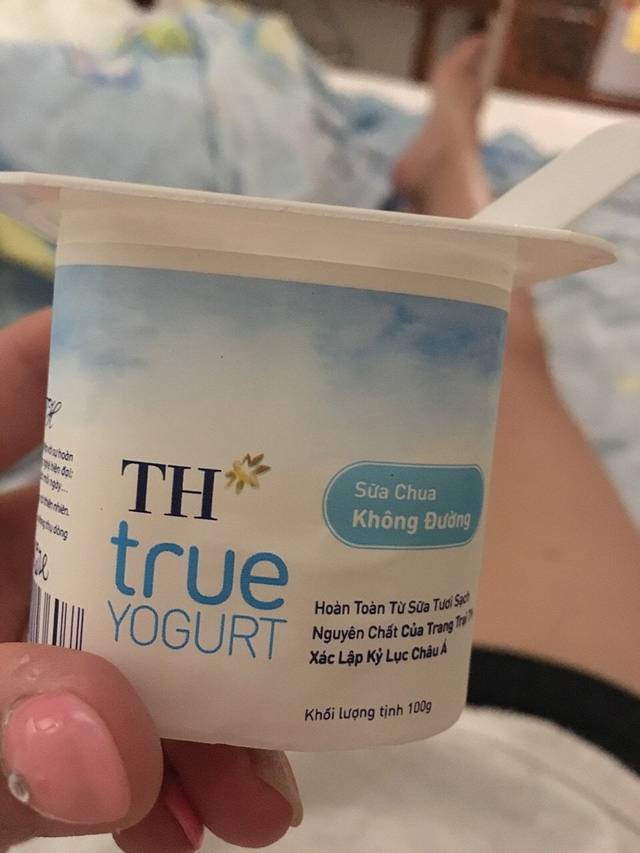 TH
true
YOGURT
Sữa Chua
Không Đường
Hoàn Toàn Từ Sữa Tươi Sạch
Nguyên Chất Của Trang Trại
Xác Lập Kỷ Lục Châu Á
Khối lượng tịnh 100g